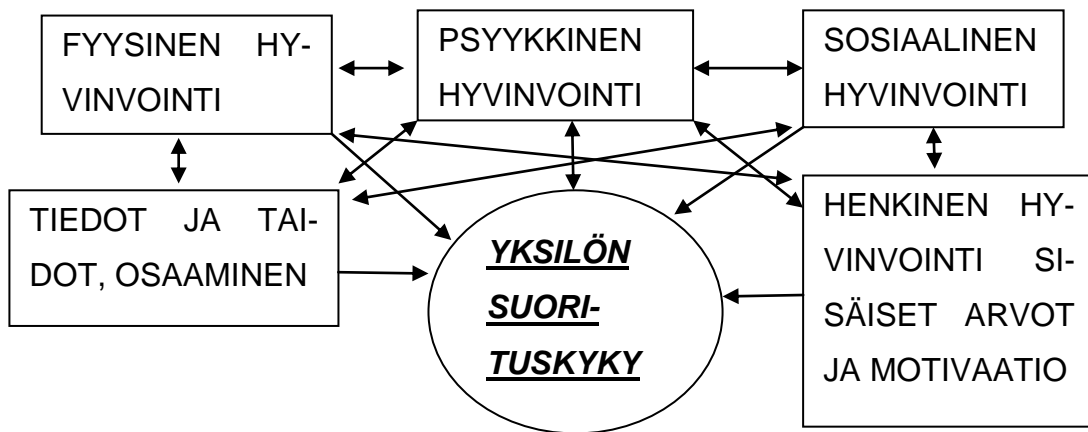 FYYSINEN HY-
VINVOINTI
PSYYKKINEN
HYVINVOINTI
SOSIAALINEN
HYVINVOINTI
TIEDOT JA TAI-
DOT, OSAAMINEN
YKSILÖN
SUORI-
TUSKYKY
HENKINEN HY-
VINVOINTI SI-
SÄISET ARVOT
JA MOTIVAATIO